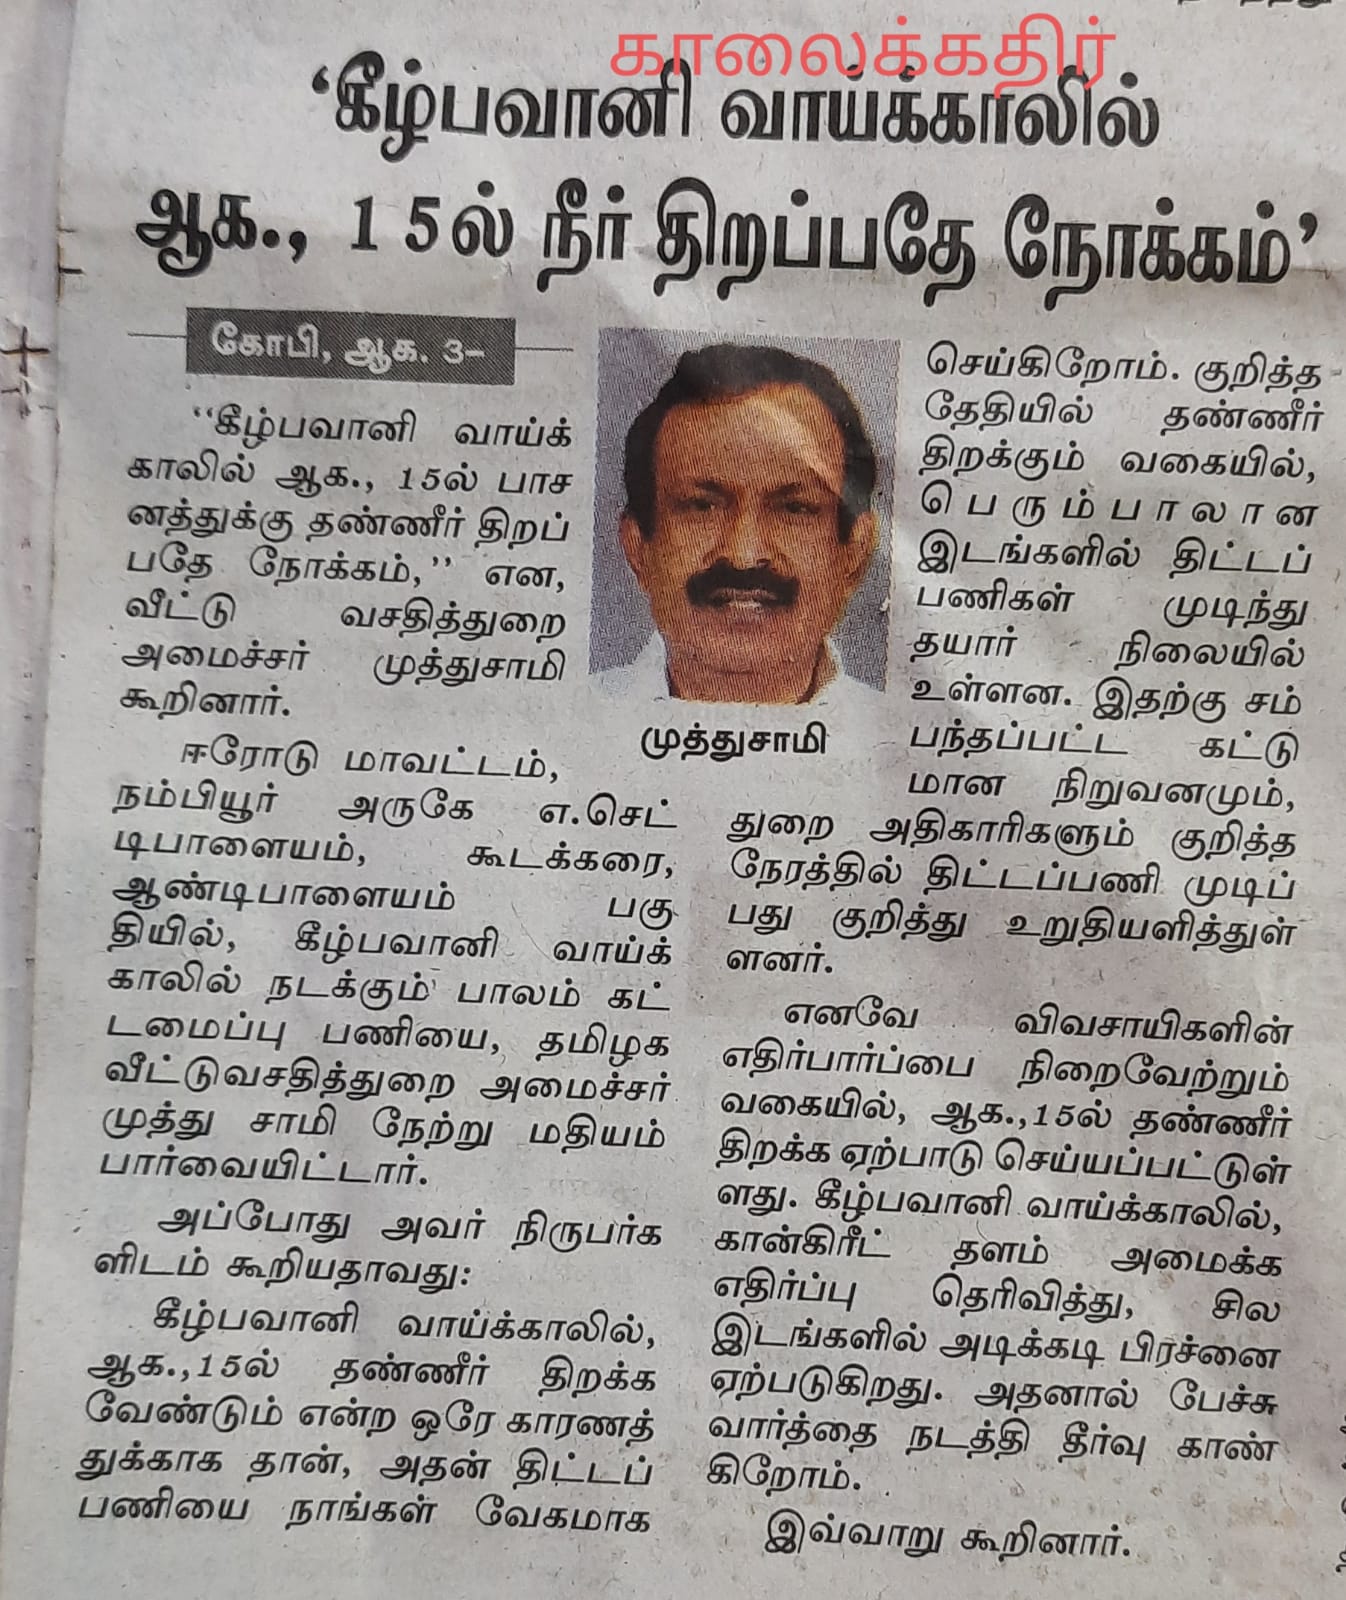 காலைக்கதிர்
‘கீழ்பவானி வாய்க்காலில்
ஆக., 15ல் நீர் திறப்பதே நோக்கம்’
கோபி, ஆக. 3–
“கீழ்பவானி வாய்க்
காலில் ஆக., 15ல் பாச
னத்துக்கு தண்ணீர் திறப்
பதே நோக்கம்,” என,
வீட்டு வசதித்துறை
அமைச்சர் முத்துசாமி
கூறினார்.
ஈரோடு மாவட்டம்,
நம்பியூர் அருகே எ.செட்
டிபாளையம், கூடக்கரை,
ஆண்டிபாளையம் பகு
தியில், கீழ்பவானி வாய்க்
காலில் நடக்கும் பாலம் கட்
டமைப்பு பணியை, தமிழக
வீட்டுவசதித்துறை அமைச்சர்
முத்து சாமி நேற்று மதியம்
பார்வையிட்டார்.
அப்போது அவர் நிருபர்க
ளிடம் கூறியதாவது:
கீழ்பவானி வாய்க்காலில்,
ஆக.,15ல் தண்ணீர் திறக்க
வேண்டும் என்ற ஒரே காரணத்
துக்காக தான், அதன் திட்டப்
பணியை நாங்கள் வேகமாக
முத்துசாமி
செய்கிறோம். குறித்த
தேதியில் தண்ணீர்
திறக்கும் வகையில்,
பெரும்பாலான
இடங்களில் திட்டப்
பணிகள் முடிந்து
தயார் நிலையில்
உள்ளன. இதற்கு சம்
பந்தப்பட்ட கட்டு
மான நிறுவனமும்,
துறை அதிகாரிகளும் குறித்த
நேரத்தில் திட்டப்பணி முடிப்
பது குறித்து உறுதியளித்துள்
ளனர்.
எனவே விவசாயிகளின்
எதிர்பார்ப்பை நிறைவேற்றும்
வகையில், ஆக.,15ல் தண்ணீர்
திறக்க ஏற்பாடு செய்யப்பட்டுள்
ளது. கீழ்பவானி வாய்க்காலில்,
கான்கிரீட் தளம் அமைக்க
எதிர்ப்பு தெரிவித்து, சில
இடங்களில் அடிக்கடி பிரச்னை
ஏற்படுகிறது. அதனால் பேச்சு
வார்த்தை நடத்தி தீர்வு காண்
கிறோம்.
இவ்வாறு கூறினார்.